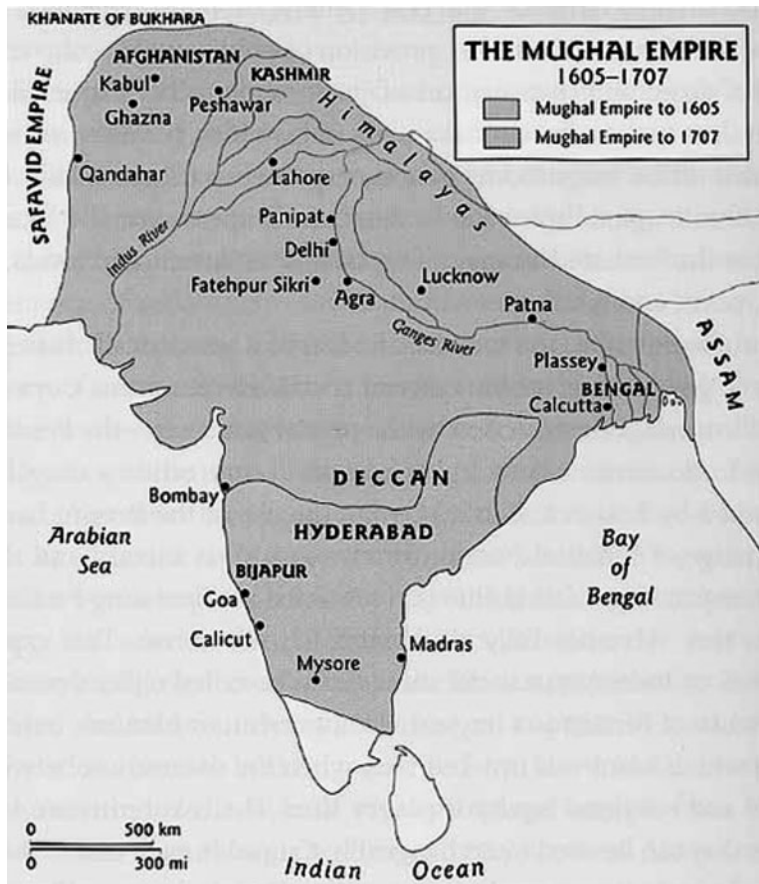 KHANATE OF BUKHARA
THE MUGHAL EMPIRE
1605–1707
Mughal Empire to 1605
Mughal Empire to 1707
AFGHANISTAN
KASHMIR
Kabul
Peshawar
Ghazna
Himalayas
SAFAVID EMPIRE
Qandahar
Lahore
Indus River
Panipat
Delhi
Fatehpur Sikri
Agra
Lucknow
Patna
Ganges River
ASSAM
Plassey
BENGAL
Calcutta
DECCAN
Bombay
HYDERABAD
Arabian
Sea
Bay
of
Bengal
BIJAPUR
Goa
Calicut
Mysore
Madras
0
500 km
0
300 mi
Indian
Ocean